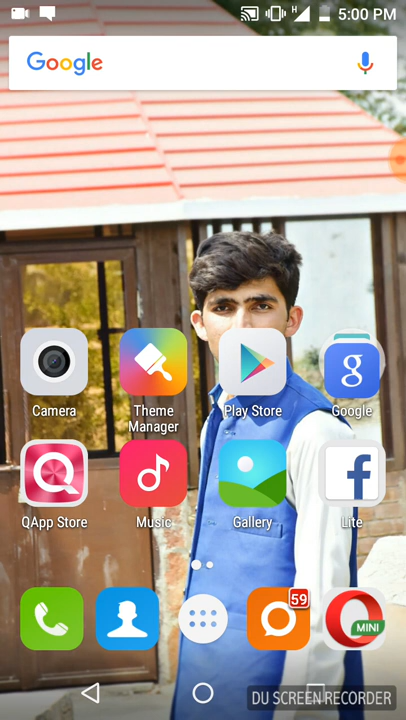 H
5:00 PM
Google
Camera
Theme
Manager
Play Store
g
Google
Q
QApp Store
Music
Gallery
f
Lite
59
MINI
DU SCREEN RECORDER